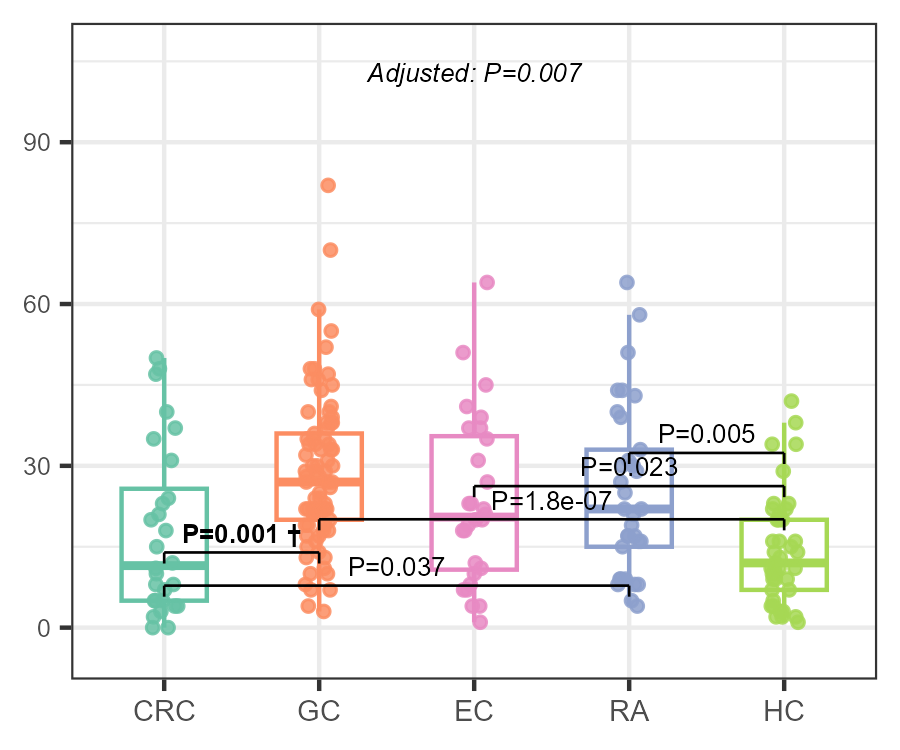 Adjusted: P=0.007
90
60
P=0.005
30
P=0.023
P=1.8e-07
P=0.001 †
P=0.037
0
CRC GC EC RA HC